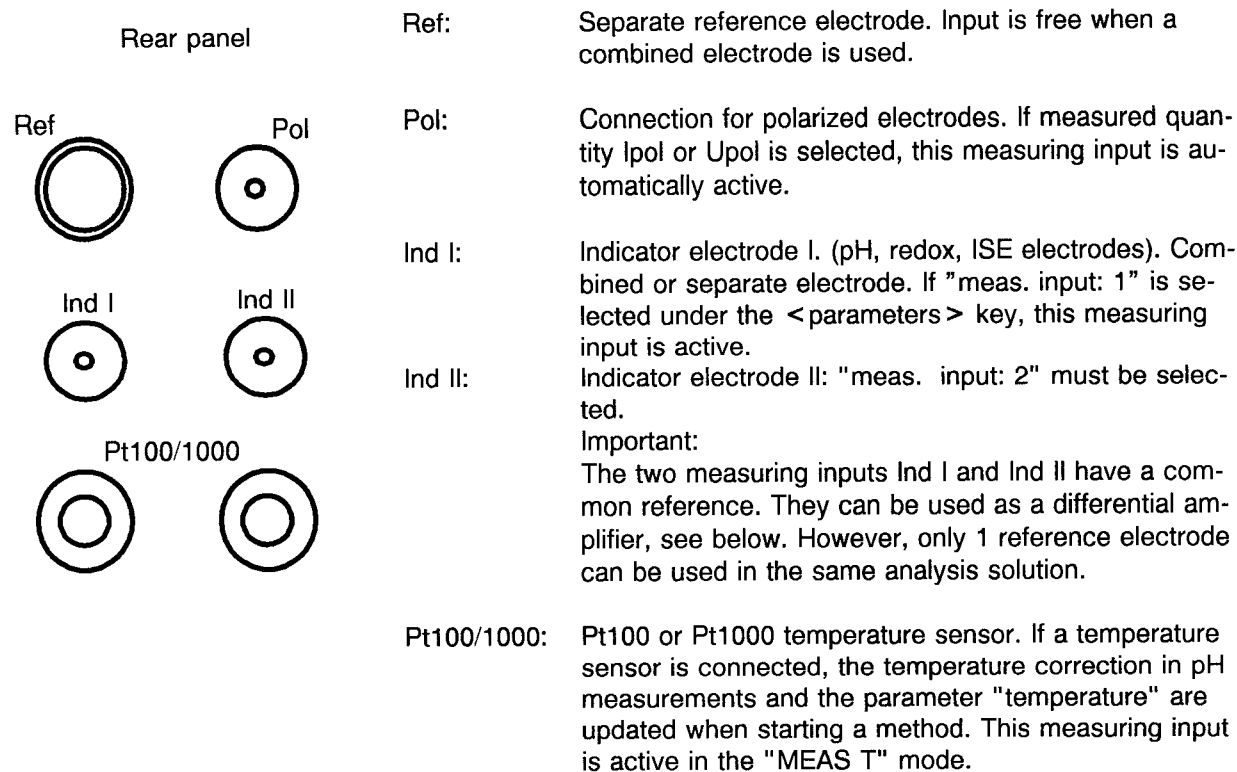 Rear panel
Ref
Pol
Ind I
Ind II
Pt100/1000
Ref: Separate reference electrode. Input is free when a
combined electrode is used.
Pol: Connection for polarized electrodes. If measured quan-
tity Ipol or Upol is selected, this measuring input is au-
tomatically active.
Ind I: Indicator electrode I. (pH, redox, ISE electrodes). Com-
bined or separate electrode. If "meas. input: 1" is se-
lected under the <parameters> key, this measuring
input is active.
Ind II: Indicator electrode II: "meas. input: 2" must be selec-
ted.
Important:
The two measuring inputs Ind I and Ind II have a com-
mon reference. They can be used as a differential am-
plifier, see below. However, only 1 reference electrode
can be used in the same analysis solution.
Pt100/1000: Pt100 or Pt1000 temperature sensor. If a temperature
sensor is connected, the temperature correction in pH
measurements and the parameter "temperature" are
updated when starting a method. This measuring input
is active in the "MEAS T" mode.